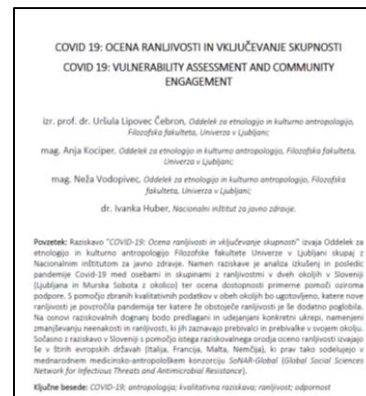 COVID 19: OCENA RANLJIVOSTI IN VKLJUČEVANJE SKUPNOSTI
COVID 19: VULNERABILITY ASSESSMENT AND COMMUNITY
ENGAGEMENT
izr. prof. dr. Uršula Lipovec Čebron, Oddelek za etnologijo in kulturno antropologijo,
Filozofska fakulteta, Univerza v Ljubljani;
mag. Anja Kociper, Oddelek za etnologijo in kulturno antropologijo, Filozofska fakulteta,
Univerza v Ljubljani;
mag. Neža Vodopivec, Oddelek za etnologijo in kulturno antropologijo, Filozofska
fakulteta, Univerza v Ljubljani;
dr. Ivanka Huber, Nacionalni inštitut za javno zdravje.
Povzetek: Raziskavo "COVID-19: Ocena ranljivosti in vključevanje skupnosti" izvaja Oddelek za
etnologijo in kulturno antropologijo Filozofske fakultete Univerze v Ljubljani skupaj z
Nacionalnim inštitutom za javno zdravje. Namen raziskave je analiza izkušenj in posledic
pandemije Covid-19 med osebami in skupinami z ranljivostmi v dveh okoljih v Sloveniji
(Ljubljana in Murska Sobota z okolico) ter ocena dostopnosti primerne pomoči oziroma
podpore. S pomočjo zbranih kvalitativnih podatkov v obeh okoljih bo ugotovljeno, katere nove
ranljivosti je povzročila pandemija ter katere že obstoječe ranljivosti je še dodatno poglobila.
Na osnovi raziskovalnih dognanj bodo predlagani in udejanjani konkretni ukrepi, namenjeni
zmanjševanju neenakosti in ranljivosti, ki jih zaznavajo prebivalci in prebivalke v svojem okolju.
Sočasno z raziskavo v Sloveniji s pomočjo istega raziskovalnega orodja oceno ranljivosti izvajajo
še v štirih evropskih državah (Italija, Francija, Malta, Nemčija), ki prav tako sodelujejo v
mednarodnem medicinsko-antropološkem konzorciju SoNAR-Global (Global Social Sciences
Network for Infectious Threats and Antimicrobial Resistance).
Ključne besede: COVID-19; antropologija; kvalitativna raziskava; ranljivost; odpornost